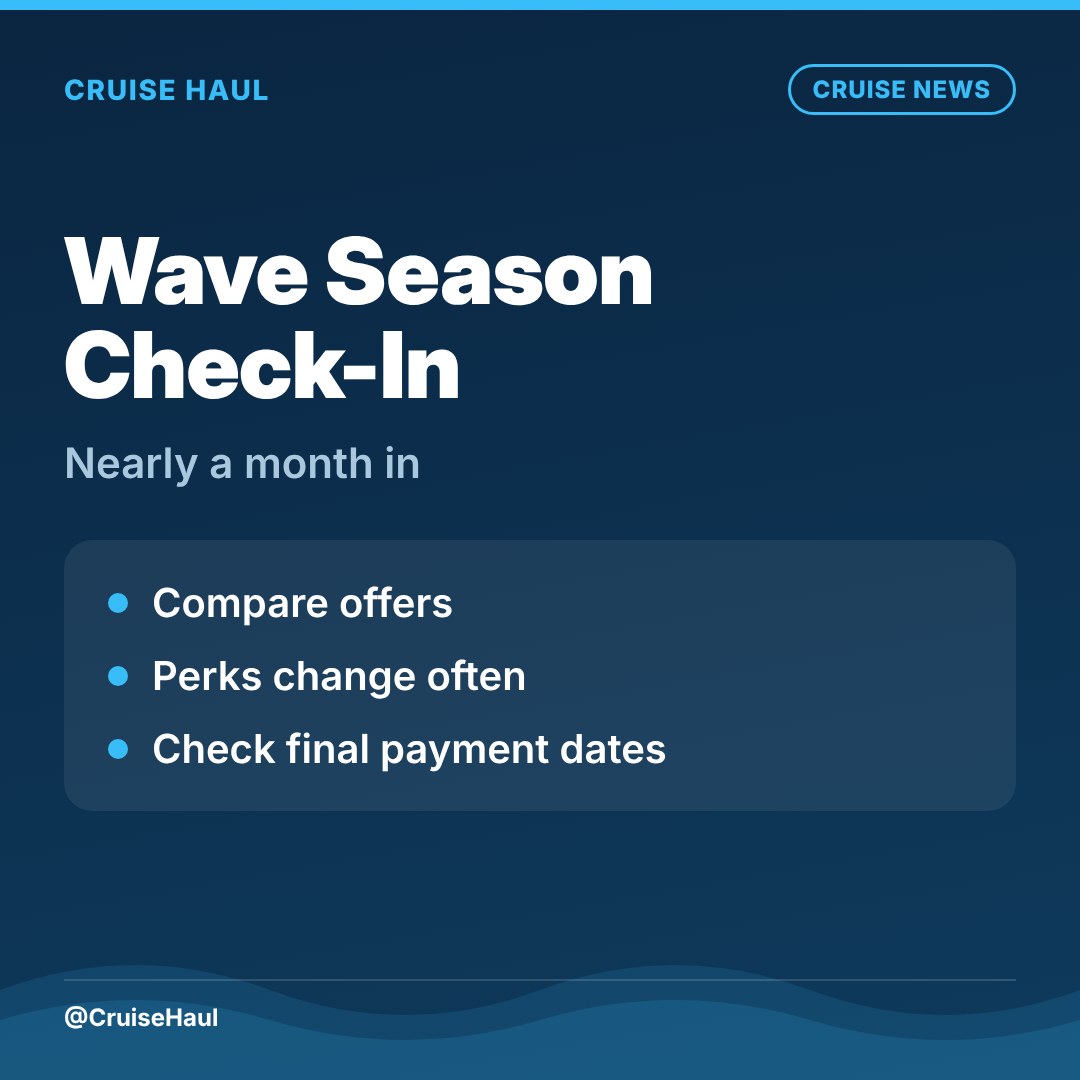 CRUISE HAUL
CRUISE NEWS
Wave Season
Check-In
Nearly a month in
Compare offers
Perks change often
Check final payment dates
@CruiseHaul